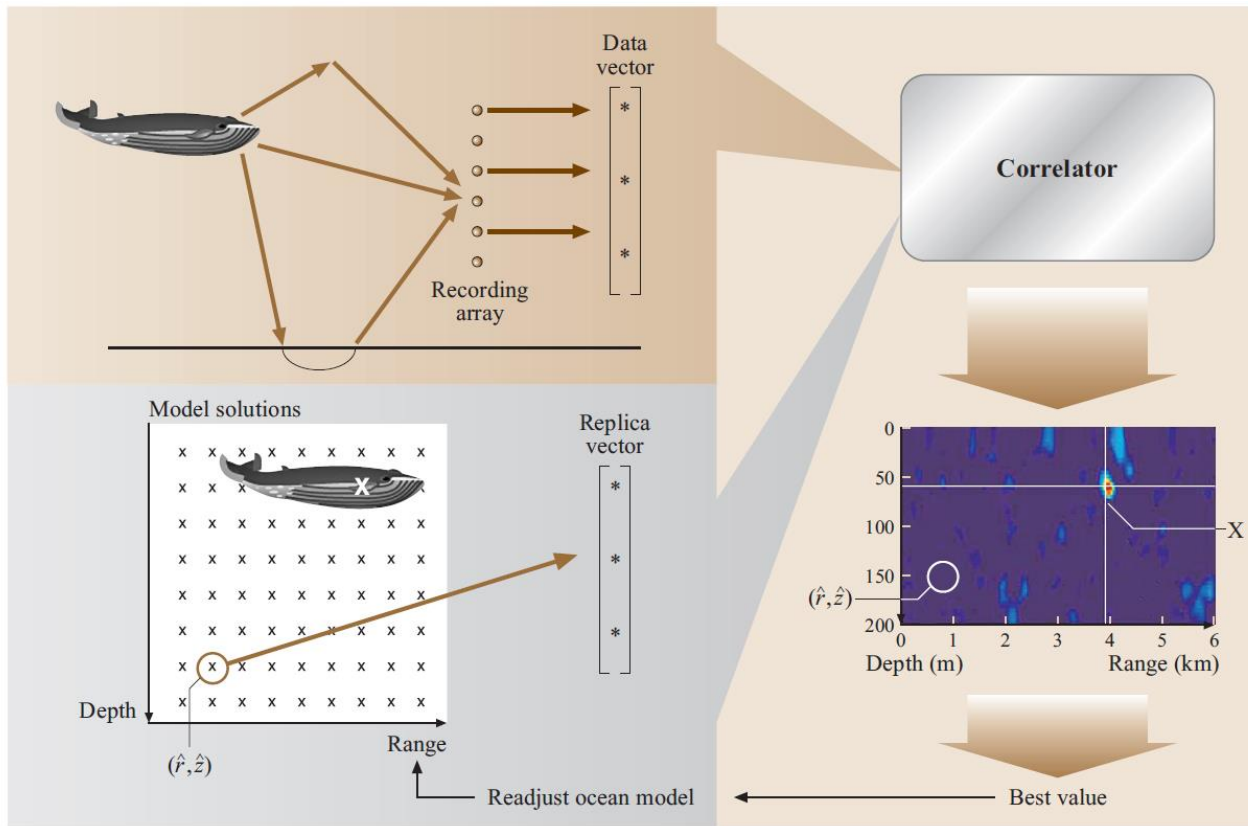 Data
vector
*
*
*
Recording
array
Correlator
Model solutions
x x x x x x x x x
x x
X
x x x x x x x x x
x x x x x x x x x
x x x x x x x x x
x x x x x x x x x
x x x x x x x x x
Depth
Range
(r̂,ẑ)
Replica
vector
*
*
*
0
50
100
150
200
0 1 2 3 4 5 6
Depth (m) Range (km)
X
(r̂,ẑ)
Readjust ocean model
Best value